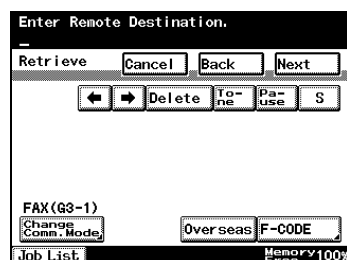 Enter Remote Destination.
Retrieve Cancel Back Next
Delete To-ne Pa-use S
FAX(G3-1)
Change Comm.Mode Overseas F-CODE
Job List Memory Free 100%